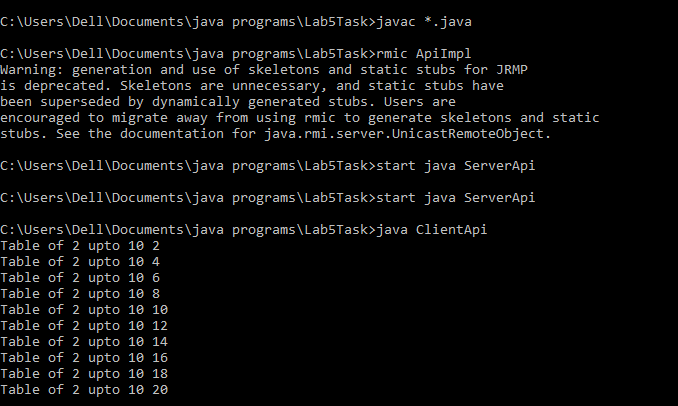 C:\Users\Dell\Documents\java programs\Lab5Task>javac *.java
C:\Users\Dell\Documents\java programs\Lab5Task>rmic ApiImpl
Warning: generation and use of skeletons and static stubs for JRMP
is deprecated. Skeletons are unnecessary, and static stubs have
been superseded by dynamically generated stubs. Users are
encouraged to migrate away from using rmic to generate skeletons and static
stubs. See the documentation for java.rmi.server.UnicastRemoteObject.
C:\Users\Dell\Documents\java programs\Lab5Task>start java ServerApi
C:\Users\Dell\Documents\java programs\Lab5Task>start java ServerApi
C:\Users\Dell\Documents\java programs\Lab5Task>java ClientApi
Table of 2 upto 10 2
Table of 2 upto 10 4
Table of 2 upto 10 6
Table of 2 upto 10 8
Table of 2 upto 10 10
Table of 2 upto 10 12
Table of 2 upto 10 14
Table of 2 upto 10 16
Table of 2 upto 10 18
Table of 2 upto 10 20